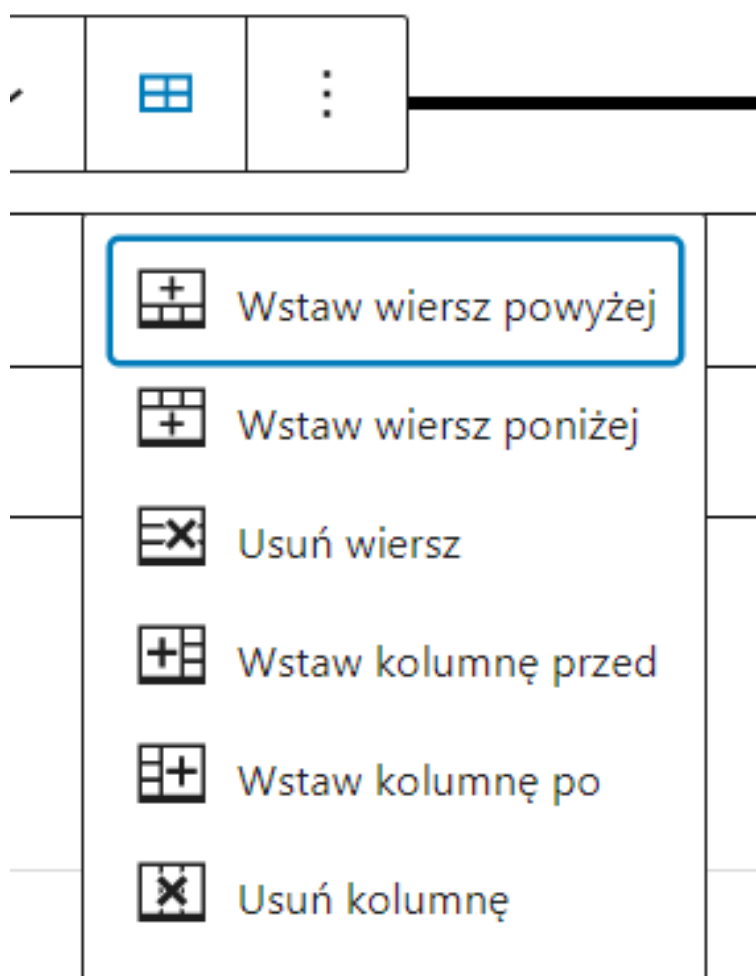 Wstaw wiersz powyżej
Wstaw wiersz poniżej
Usuń wiersz
Wstaw kolumnę przed
Wstaw kolumnę po
Usuń kolumnę